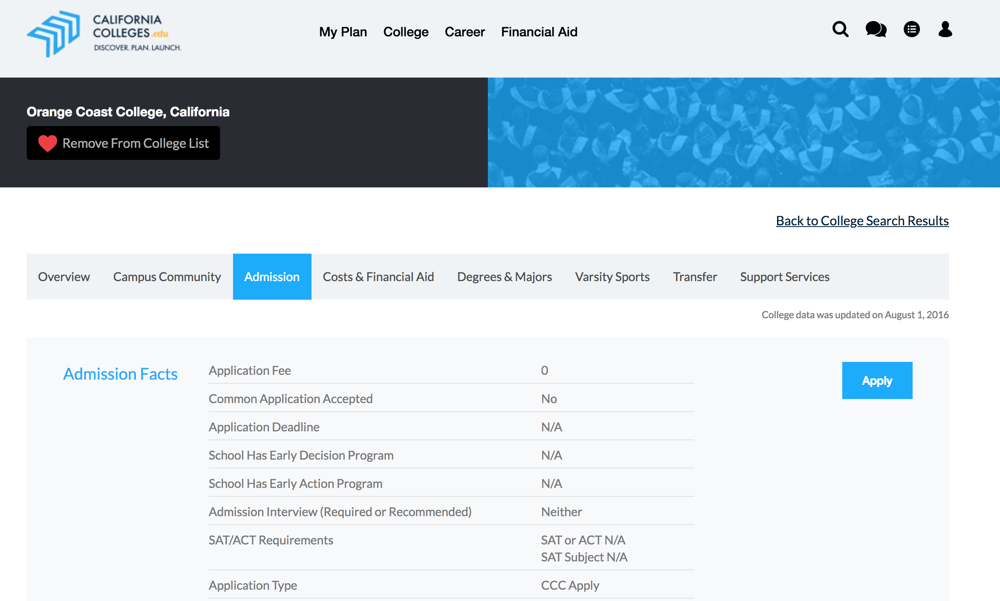 CALIFORNIA
COLLEGES.edu
DISCOVER. PLAN. LAUNCH.
My Plan College Career Financial Aid
Orange Coast College, California
Remove From College List
Back to College Search Results
Overview Campus Community Admission Costs & Financial Aid Degrees & Majors Varsity Sports Transfer Support Services
College data was updated on August 1, 2016
Admission Facts
Application Fee 0
Apply
Common Application Accepted No
Application Deadline N/A
School Has Early Decision Program N/A
School Has Early Action Program N/A
Admission Interview (Required or Recommended) Neither
SAT/ACT Requirements SAT or ACT N/A
SAT Subject N/A
Application Type CCC Apply